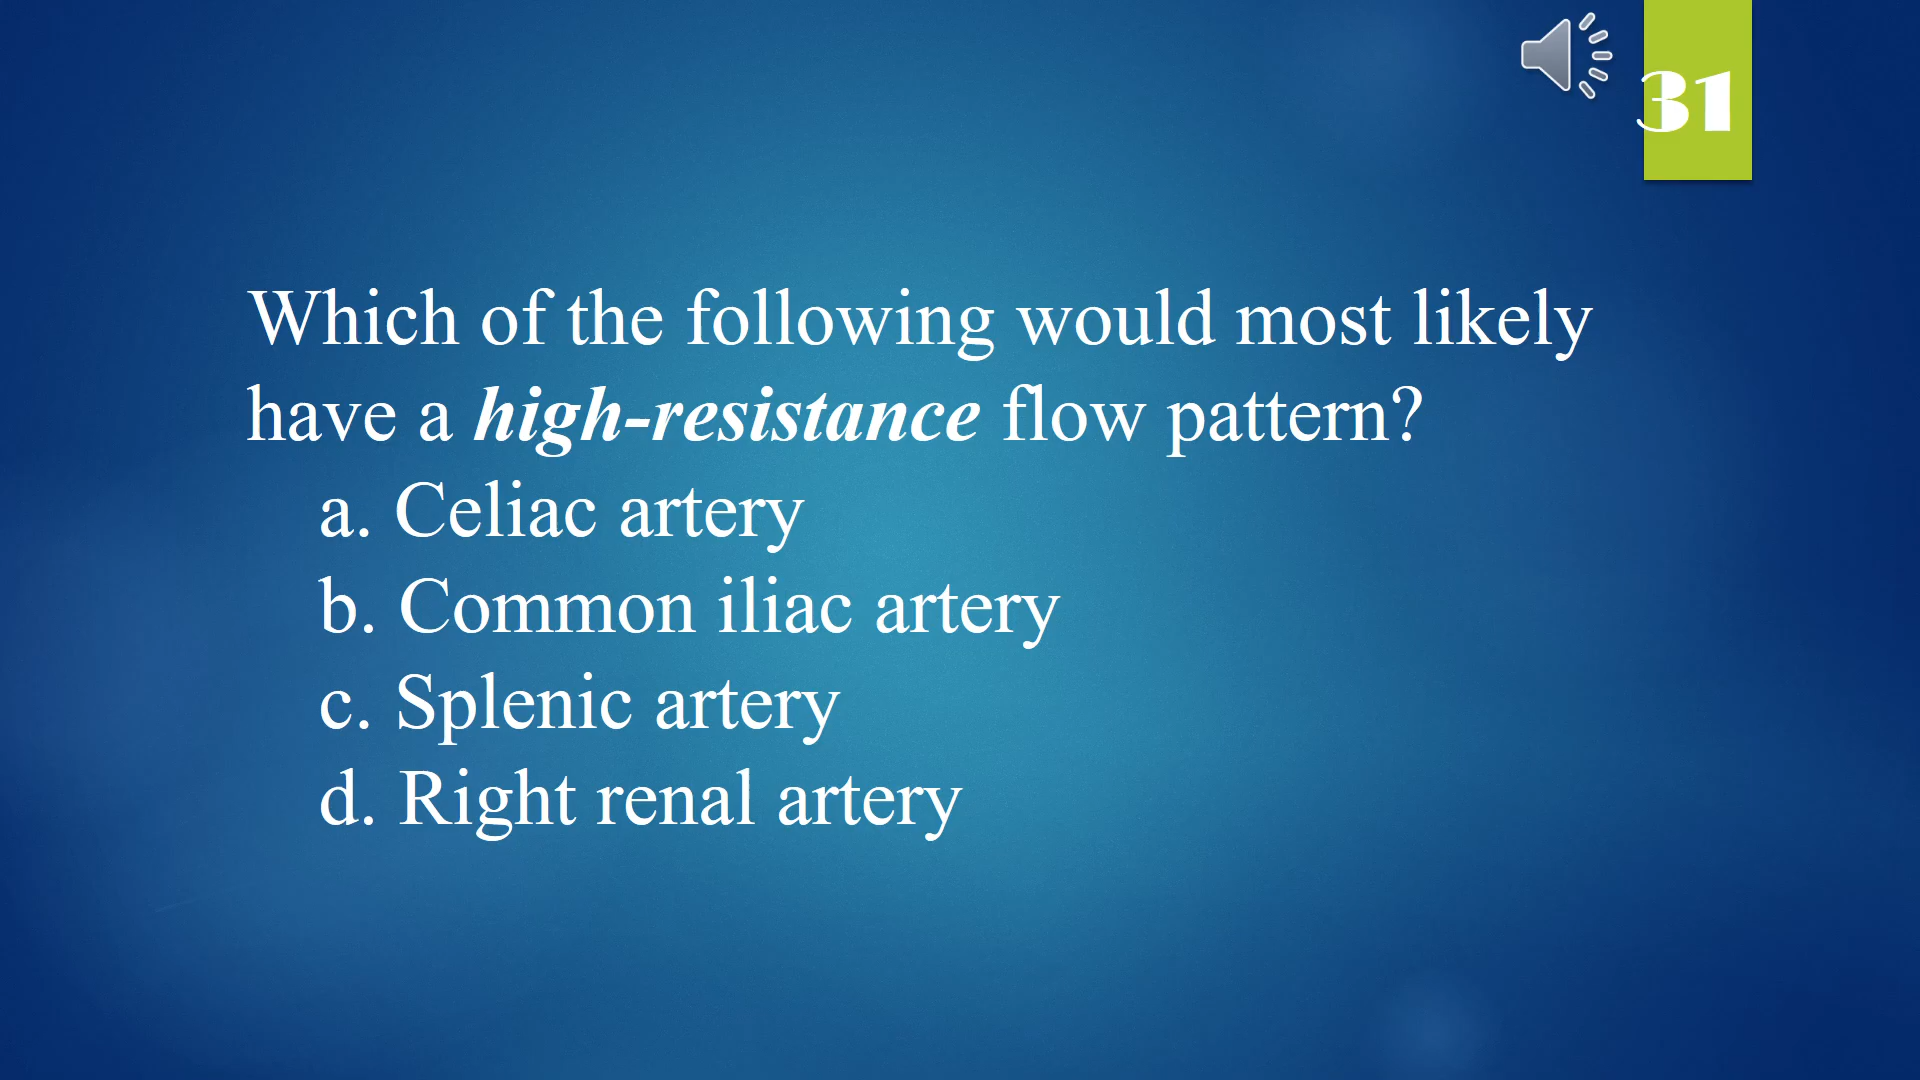 31
Which of the following would most likely
have a high-resistance flow pattern?
a. Celiac artery
b. Common iliac artery
c. Splenic artery
d. Right renal artery